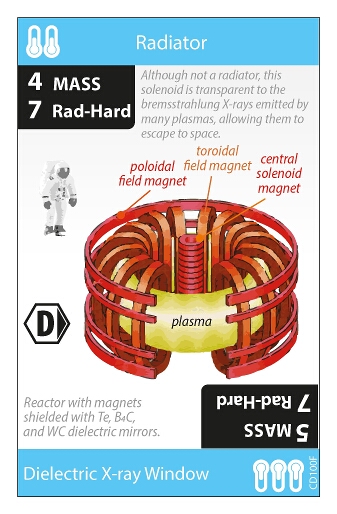 Radiator
4 MASS
7 Rad-Hard
Although not a radiator, this
solenoid is transparent to the
bremsstrahlung X-rays emitted by
many plasmas, allowing them to
escape to space.
poloidal
field magnet
toroidal
field magnet
central
solenoid
magnet
plasma
D
Reactor with magnets
shielded with Te, B₄C,
and WC dielectric mirrors.
5 MASS
7 Rad-Hard
Dielectric X-ray Window
CD100F